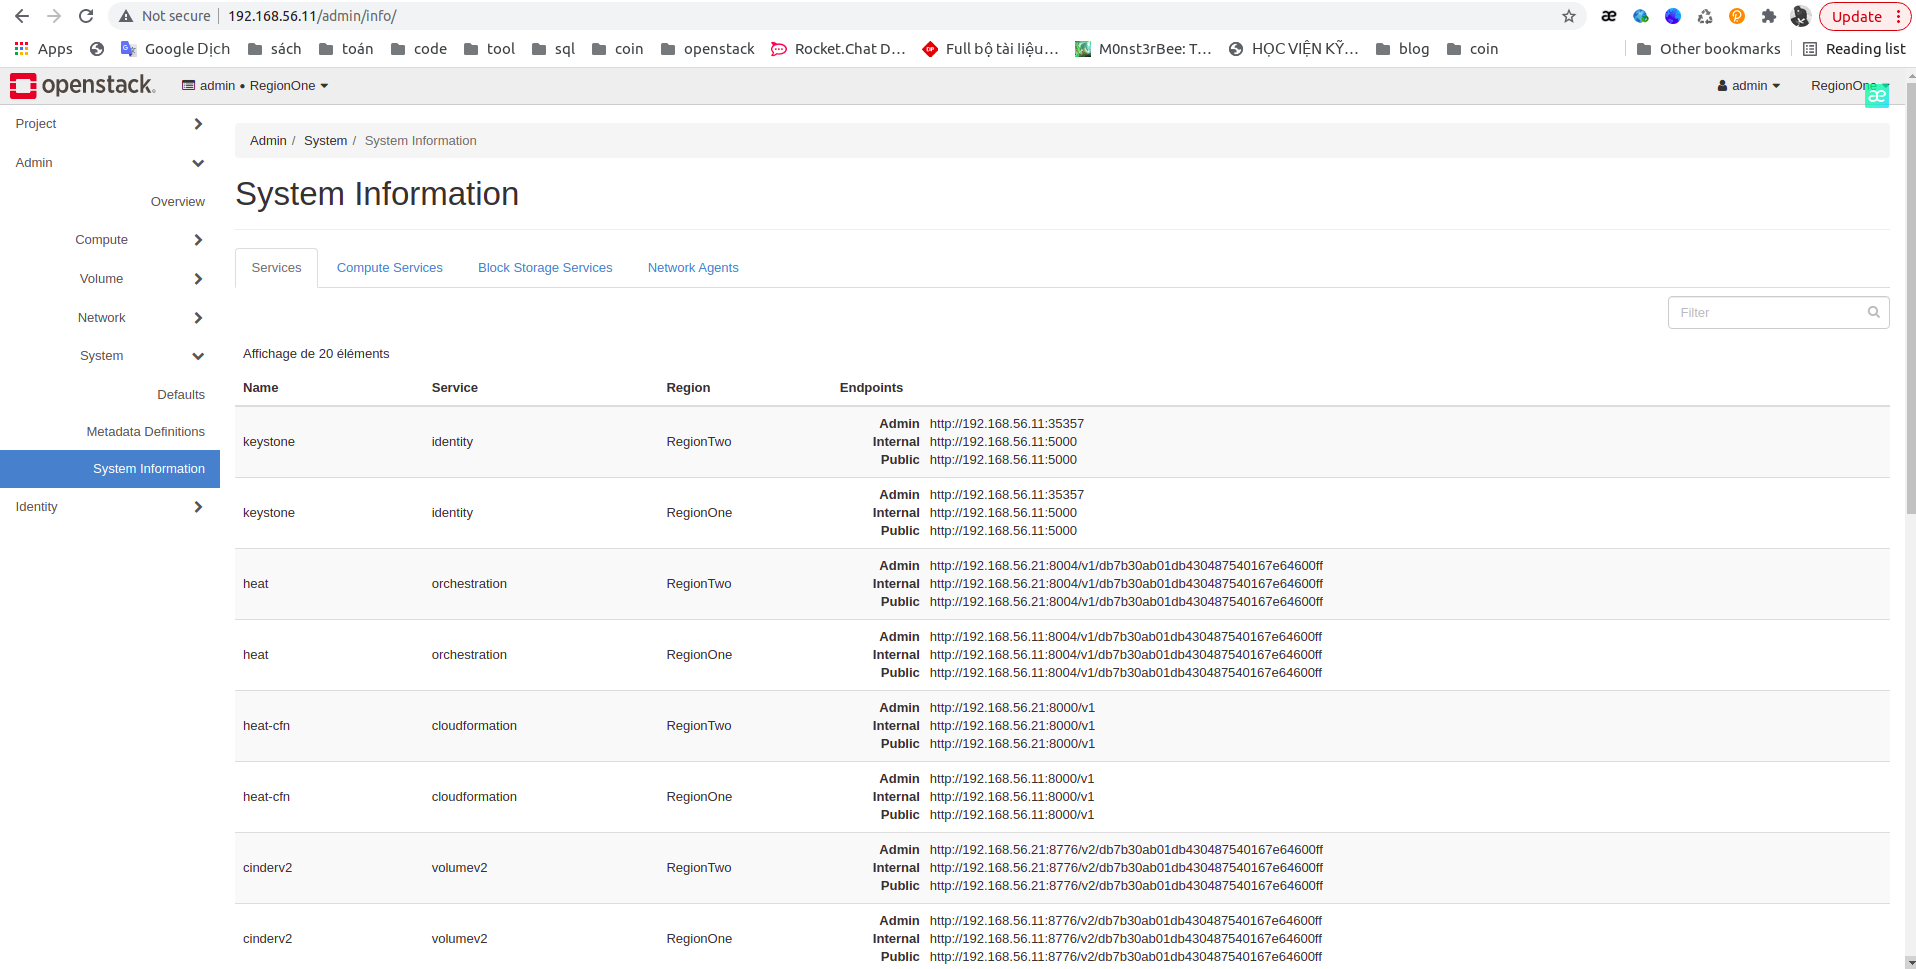 Not secure 192.168.56.11/admin/info/ Update
Apps Google Dịch sách toán code tool sql coin openstack Rocket.Chat D... Full bộ tài liệu... M0nst3rBee: T... HỌC VIỆN KỸ... blog coin Other bookmarks Reading list
openstack. admin • RegionOne admin RegionOne
æ
Project
Admin
Overview
Compute
Volume
Network
System
Defaults
Metadata Definitions
System Information
Identity
Admin / System / System Information
System Information
Services Compute Services Block Storage Services Network Agents
Filter
Affichage de 20 éléments
Name Service Region Endpoints
keystone identity RegionTwo
Admin http://192.168.56.11:35357
Internal http://192.168.56.11:5000
Public http://192.168.56.11:5000
keystone identity RegionOne
Admin http://192.168.56.11:35357
Internal http://192.168.56.11:5000
Public http://192.168.56.11:5000
heat orchestration RegionTwo
Admin http://192.168.56.21:8004/v1/db7b30ab01db430487540167e64600ff
Internal http://192.168.56.21:8004/v1/db7b30ab01db430487540167e64600ff
Public http://192.168.56.21:8004/v1/db7b30ab01db430487540167e64600ff
heat orchestration RegionOne
Admin http://192.168.56.11:8004/v1/db7b30ab01db430487540167e64600ff
Internal http://192.168.56.11:8004/v1/db7b30ab01db430487540167e64600ff
Public http://192.168.56.11:8004/v1/db7b30ab01db430487540167e64600ff
heat-cfn cloudformation RegionTwo
Admin http://192.168.56.21:8000/v1
Internal http://192.168.56.21:8000/v1
Public http://192.168.56.21:8000/v1
heat-cfn cloudformation RegionOne
Admin http://192.168.56.11:8000/v1
Internal http://192.168.56.11:8000/v1
Public http://192.168.56.11:8000/v1
cinderv2 volumev2 RegionTwo
Admin http://192.168.56.21:8776/v2/db7b30ab01db430487540167e64600ff
Internal http://192.168.56.21:8776/v2/db7b30ab01db430487540167e64600ff
Public http://192.168.56.21:8776/v2/db7b30ab01db430487540167e64600ff
cinderv2 volumev2 RegionOne
Admin http://192.168.56.11:8776/v2/db7b30ab01db430487540167e64600ff
Internal http://192.168.56.11:8776/v2/db7b30ab01db430487540167e64600ff
Public http://192.168.56.11:8776/v2/db7b30ab01db430487540167e64600ff